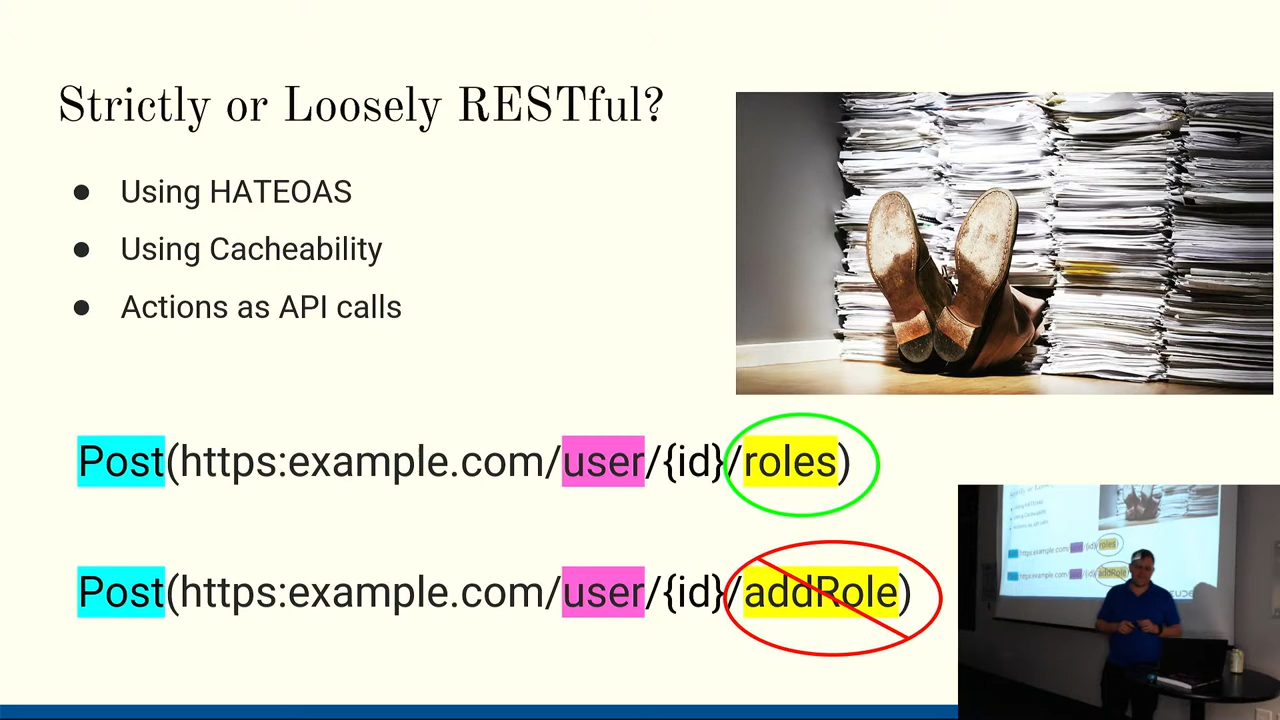 Strictly or Loosely RESTful?
● Using HATEOAS
● Using Cacheability
● Actions as API calls
Post(https:example.com/user/{id}/roles)
Post(https:example.com/user/{id}/addRole)